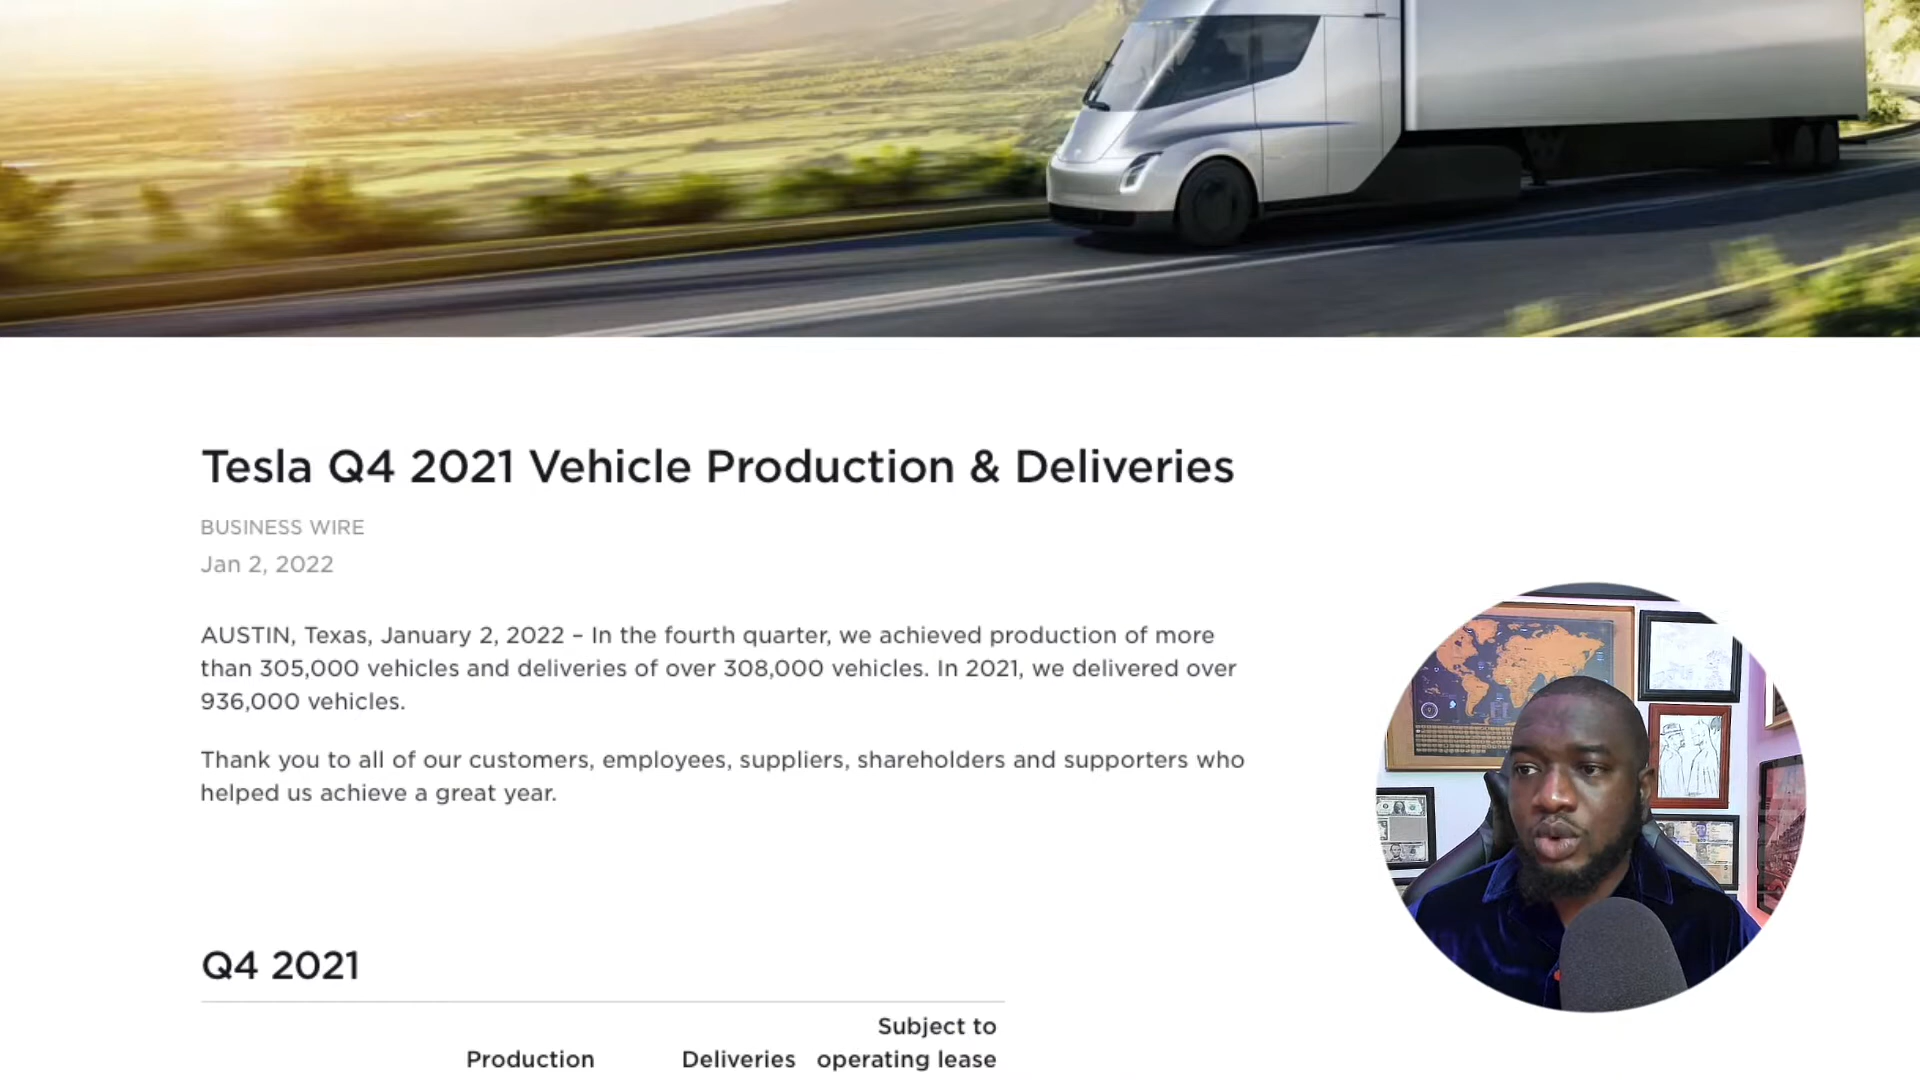 Tesla Q4 2021 Vehicle Production & Deliveries
BUSINESS WIRE
Jan 2, 2022
AUSTIN, Texas, January 2, 2022 – In the fourth quarter, we achieved production of more
than 305,000 vehicles and deliveries of over 308,000 vehicles. In 2021, we delivered over
936,000 vehicles.
Thank you to all of our customers, employees, suppliers, shareholders and supporters who
helped us achieve a great year.
Q4 2021
Subject to
Production Deliveries operating lease